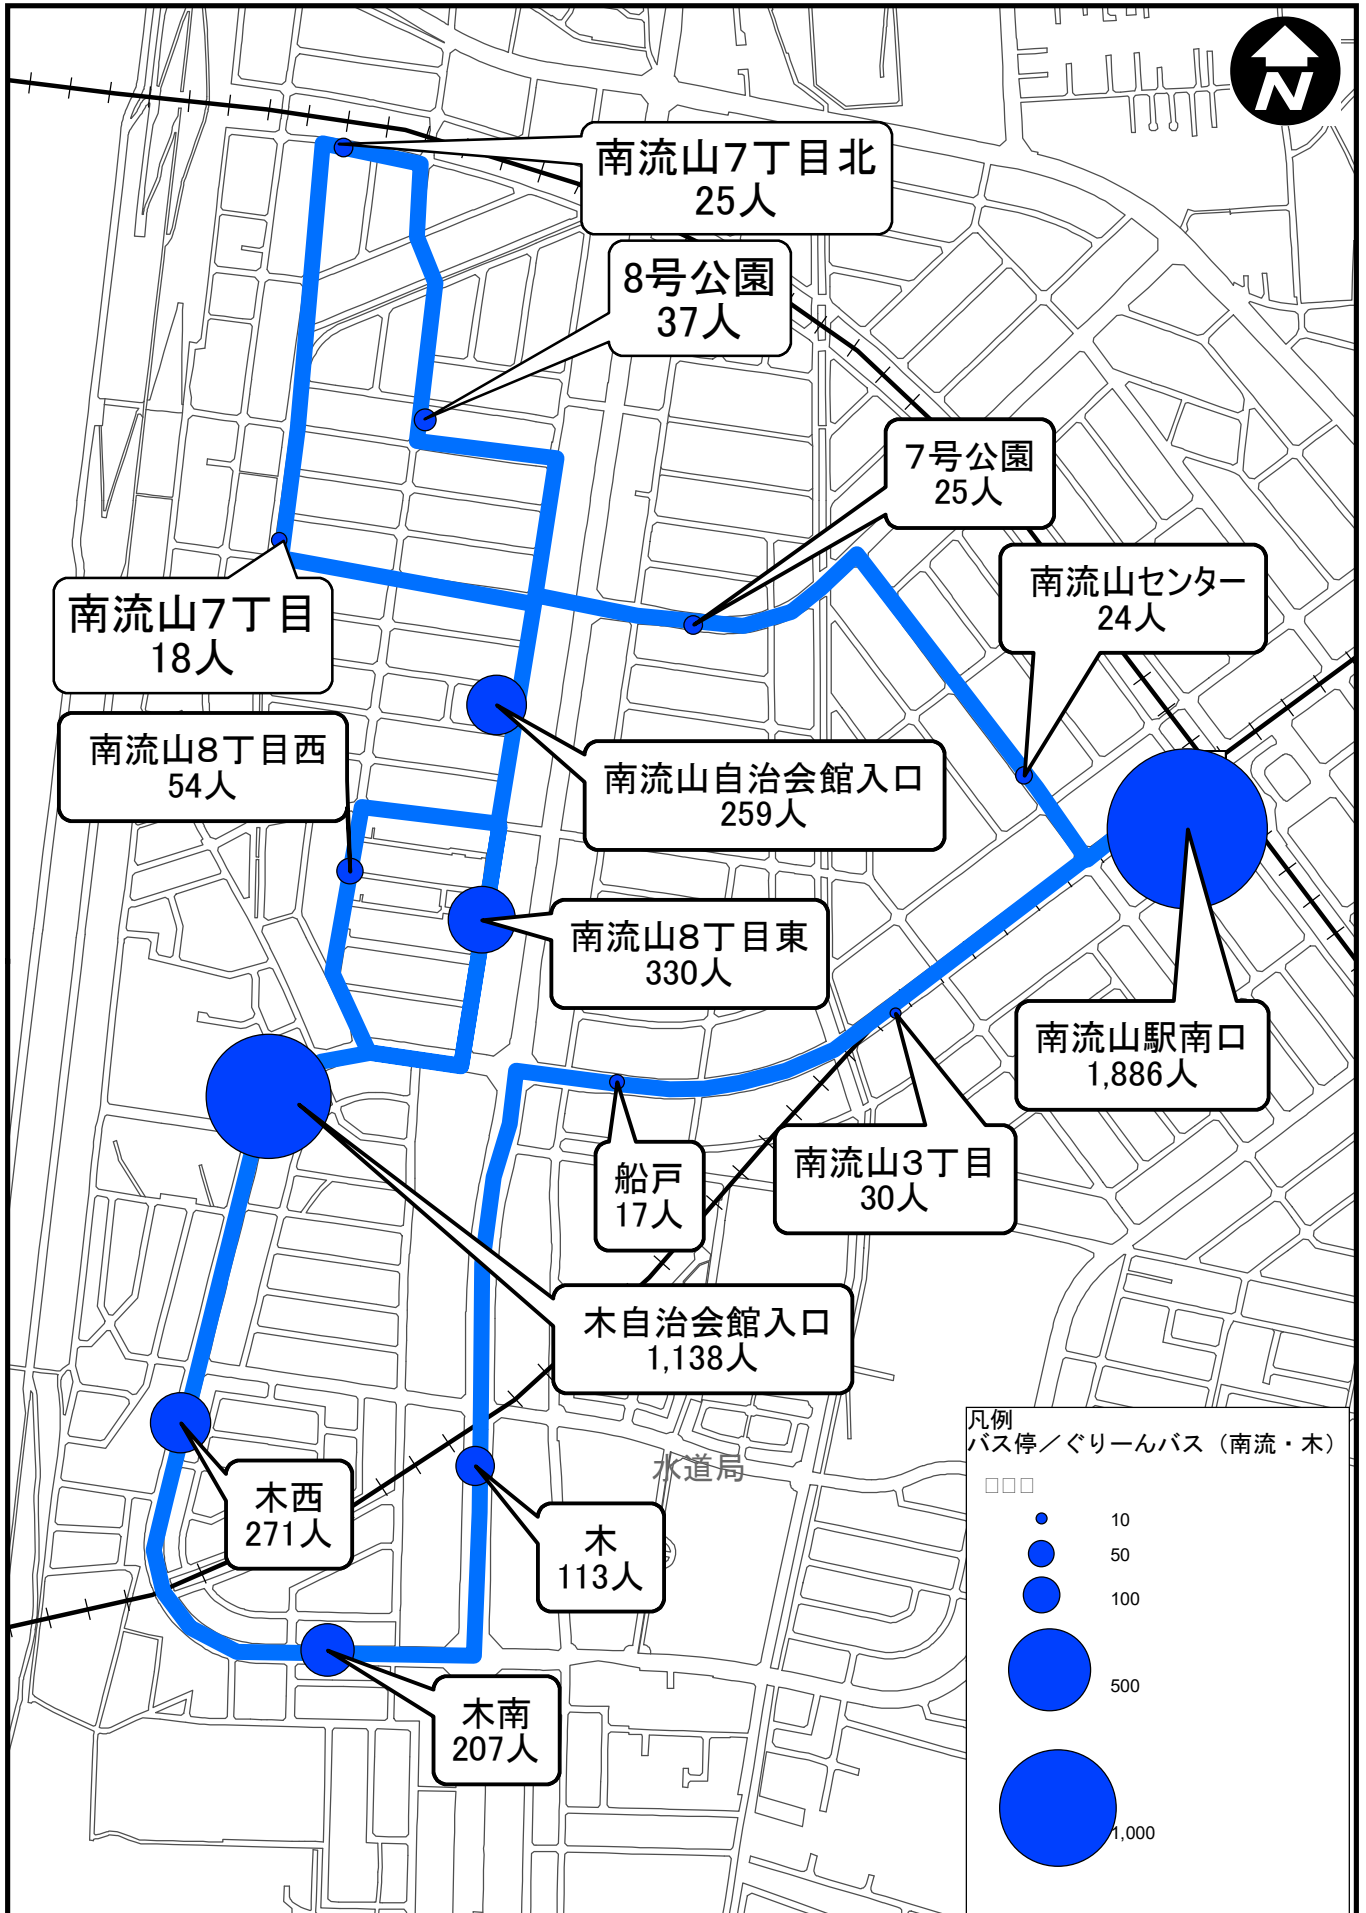 N
南流山7丁目北
25人
8号公園
37人
7号公園
25人
南流山センター
24人
南流山7丁目
18人
南流山8丁目西
54人
南流山自治会館入口
259人
南流山8丁目東
330人
南流山駅南口
1,886人
船戸
17人
南流山3丁目
30人
木自治会館入口
1,138人
水道局
木西
271人
木
113人
木南
207人
凡例
バス停／ぐりーんバス（南流・木）
□□□
10
50
100
500
1,000